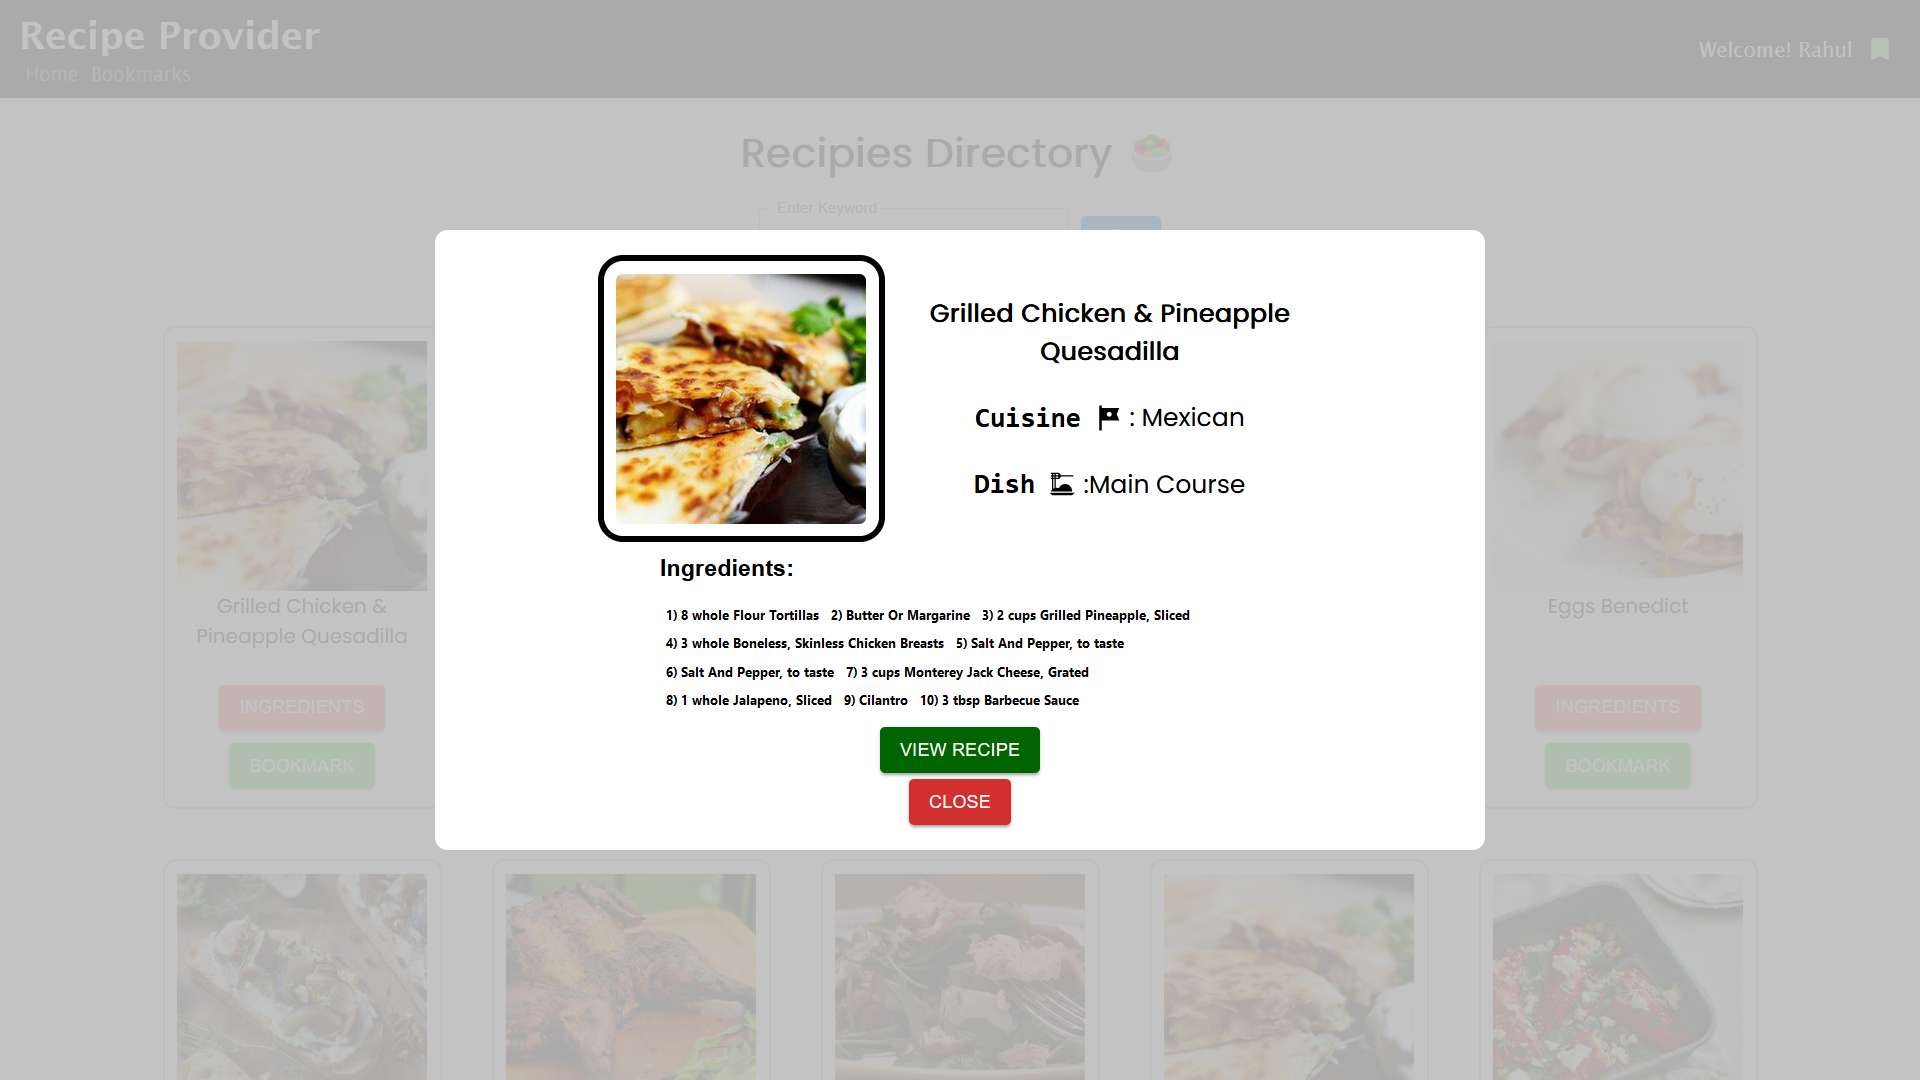 Recipe Provider
Home Bookmarks
Welcome! Rahul
Recipies Directory
Enter Keyword
Grilled Chicken & Pineapple
Quesadilla
Cuisine : Mexican
Dish :Main Course
Ingredients:
1) 8 whole Flour Tortillas 2) Butter Or Margarine 3) 2 cups Grilled Pineapple, Sliced
4) 3 whole Boneless, Skinless Chicken Breasts 5) Salt And Pepper, to taste
6) Salt And Pepper, to taste 7) 3 cups Monterey Jack Cheese, Grated
8) 1 whole Jalapeno, Sliced 9) Cilantro 10) 3 tbsp Barbecue Sauce
VIEW RECIPE
CLOSE
Grilled Chicken &
Pineapple Quesadilla
INGREDIENTS
BOOKMARK
Eggs Benedict
INGREDIENTS
BOOKMARK